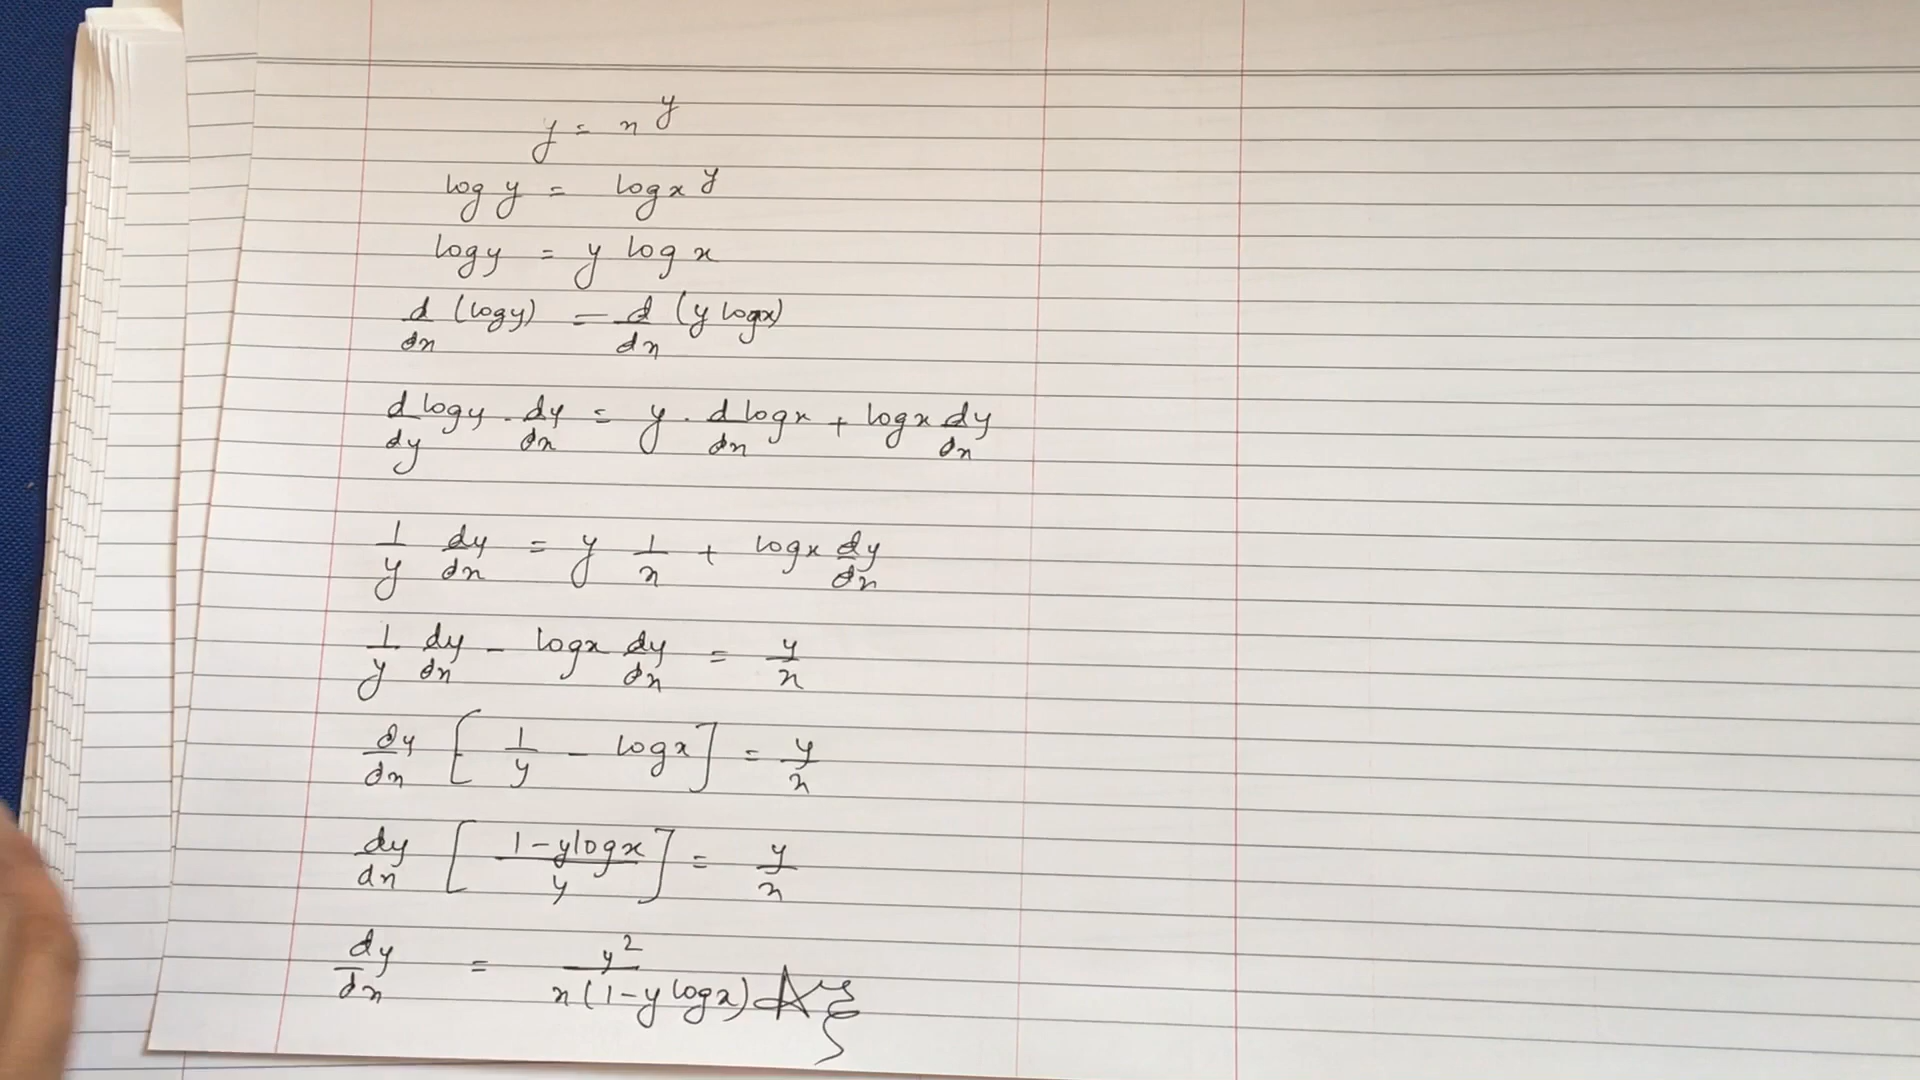 y = x^y
log y = log x^y
log y = y log x
d/dx (log y) = d/dx (y log x)
d/dy log y . dy/dx = y . d/dx log x + log x dy/dx
1/y dy/dx = y 1/x + log x dy/dx
1/y dy/dx - log x dy/dx = y/x
dy/dx [1/y - log x] = y/x
dy/dx [(1 - y log x)/y] = y/x
dy/dx = y^2/x(1 - y log x) A